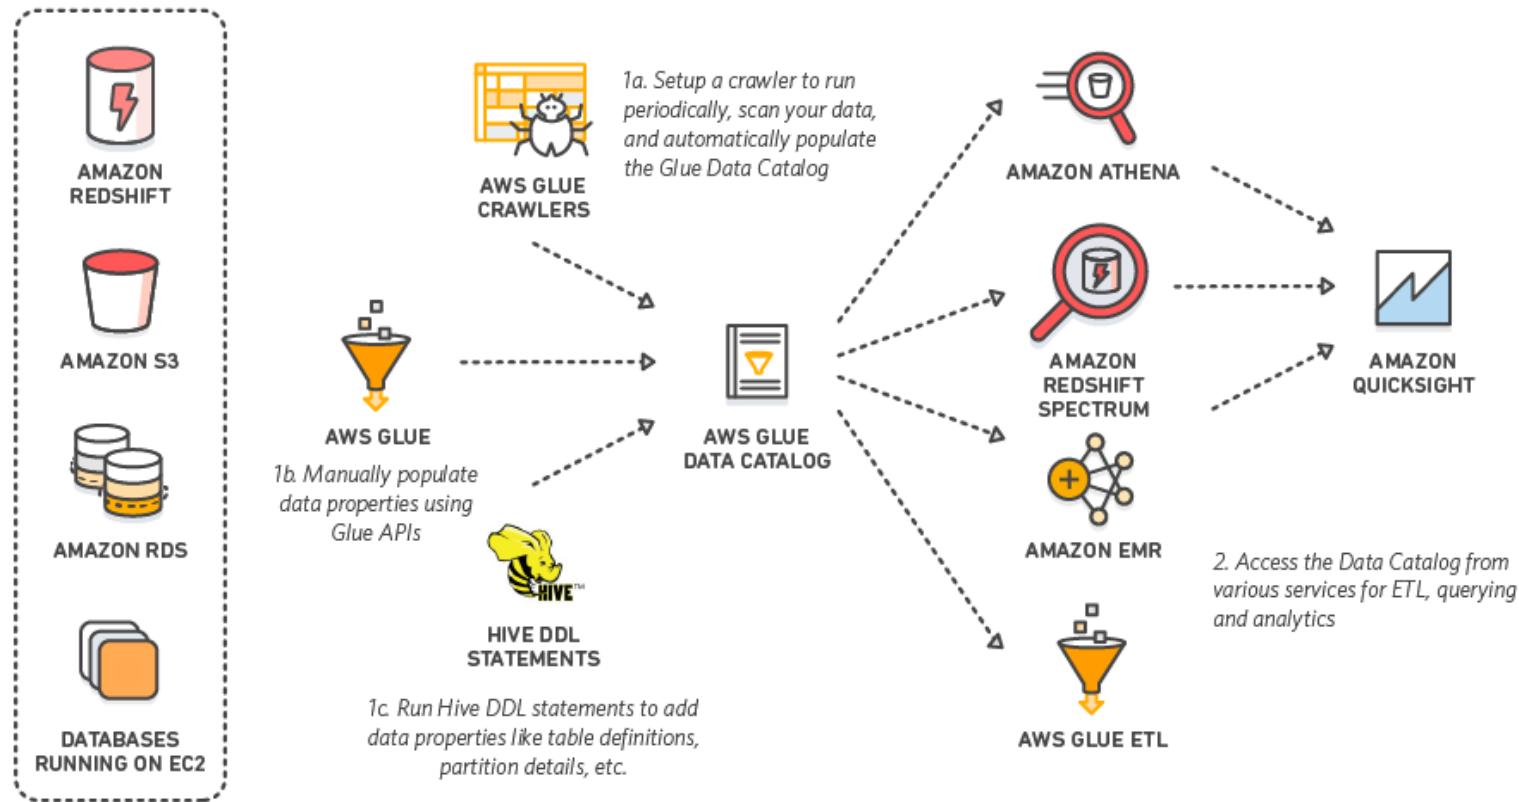 AMAZON
REDSHIFT
AMAZON S3
AMAZON RDS
DATABASES
RUNNING ON EC2
AWS GLUE
CRAWLERS
1a. Setup a crawler to run
periodically, scan your data,
and automatically populate
the Glue Data Catalog
AWS GLUE
1b. Manually populate
data properties using
Glue APIs
HIVE™
HIVE DDL
STATEMENTS
1c. Run Hive DDL statements to add
data properties like table definitions,
partition details, etc.
AWS GLUE
DATA CATALOG
AMAZON ATHENA
AMAZON
REDSHIFT
SPECTRUM
AMAZON EMR
AWS GLUE ETL
AMAZON
QUICKSIGHT
2. Access the Data Catalog from
various services for ETL, querying
and analytics